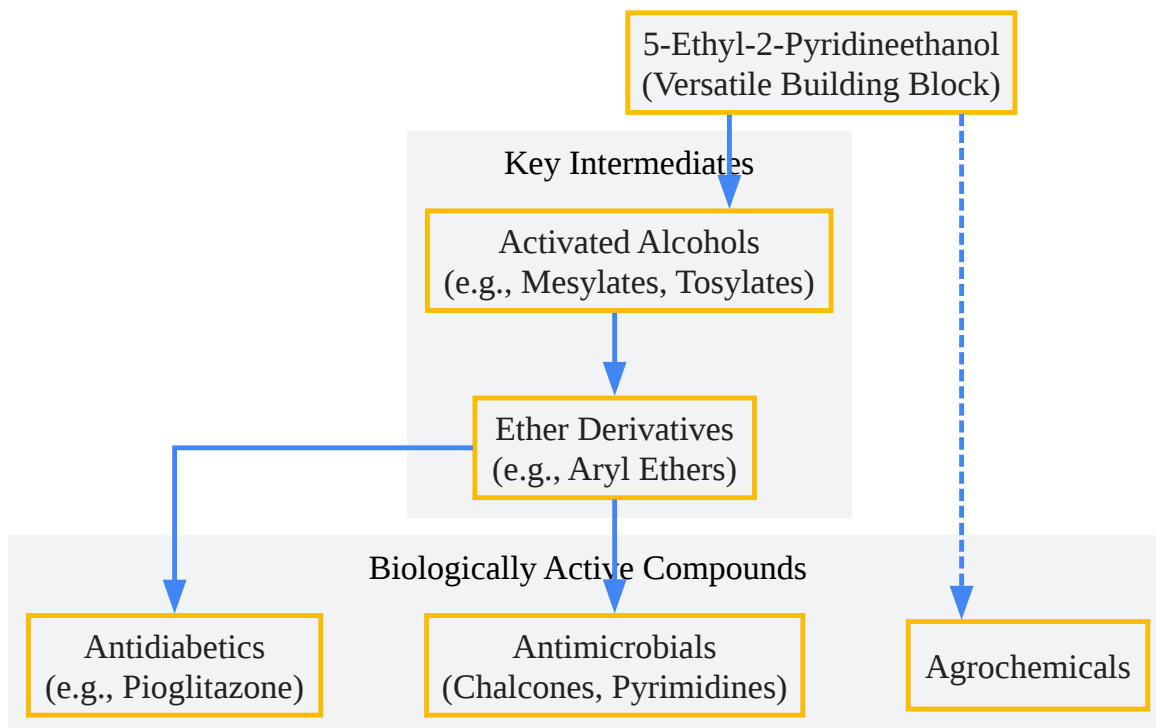 5-Ethyl-2-Pyridineethanol
(Versatile Building Block)
Key Intermediates
Activated Alcohols
(e.g., Mesylates, Tosylates)
Ether Derivatives
(e.g., Aryl Ethers)
Biologically Active Compounds
Antidiabetics
(e.g., Pioglitazone)
Antimicrobials
(Chalcones, Pyrimidines)
Agrochemicals